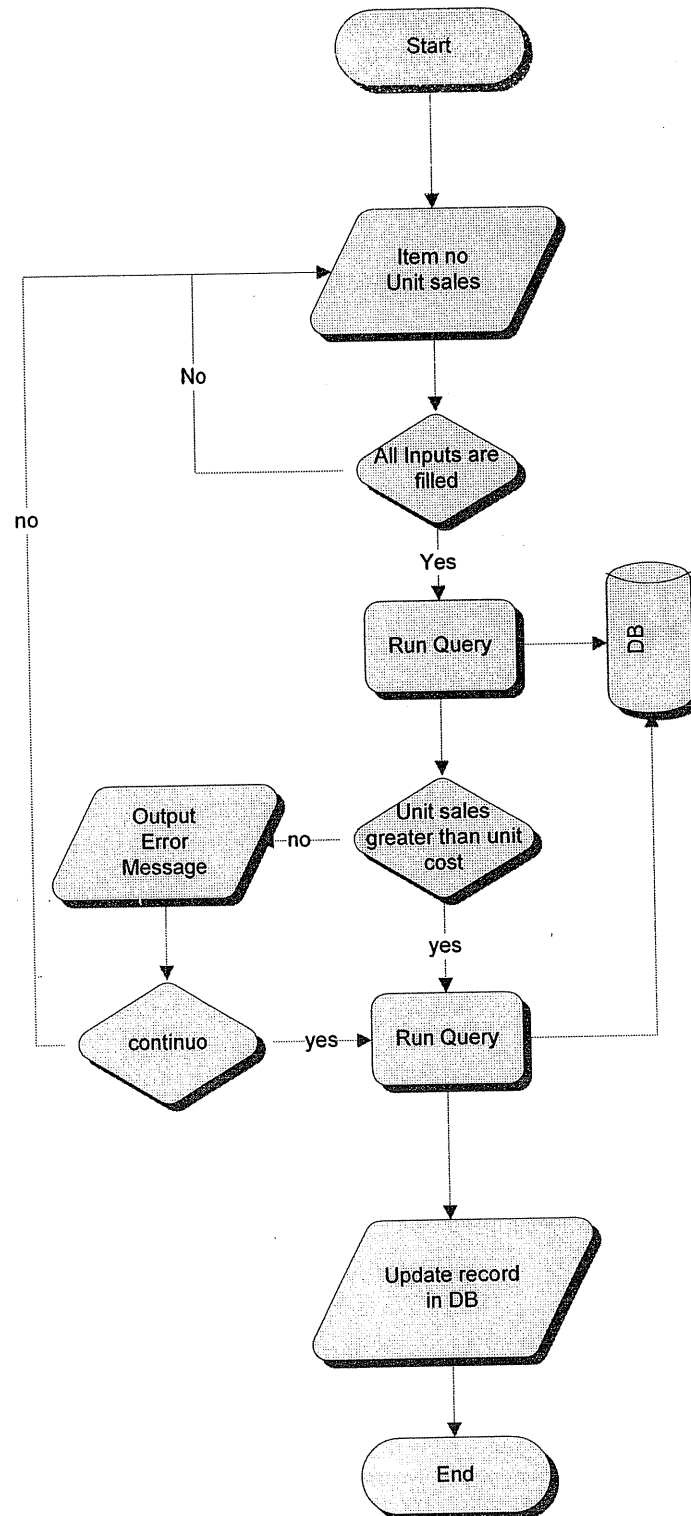 Start
Item no
Unit sales
No
All Inputs are
filled
no
Yes
Run Query
DB
Output
Error
Message
no
Unit sales
greater than unit
cost
yes
continuo
yes
Run Query
Update record
in DB
End